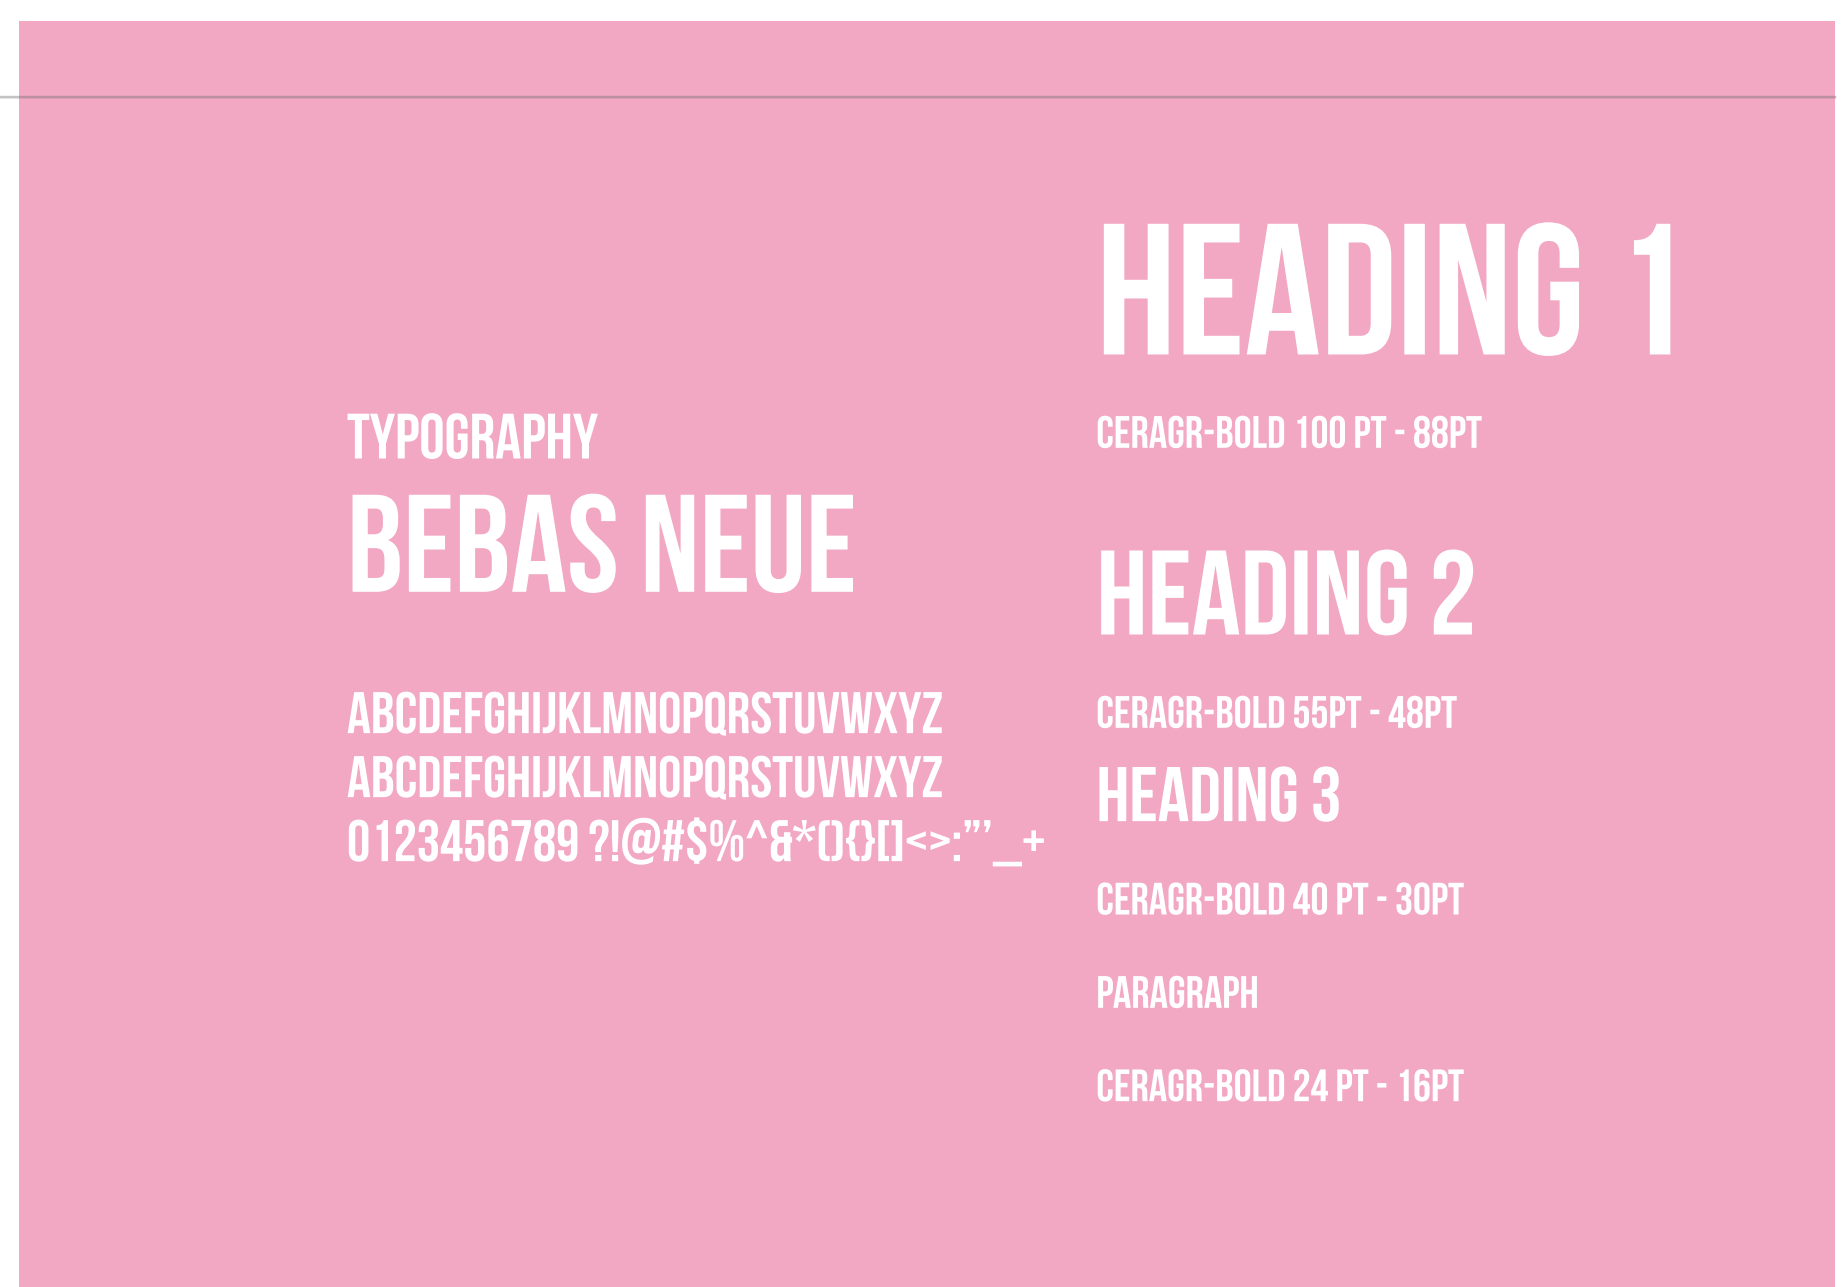 TYPOGRAPHY
BEBAS NEUE
ABCDEFGHIJKLMNOPQRSTUVWXYZ
ABCDEFGHIJKLMNOPQRSTUVWXYZ
0123456789 ?!@#$%^&*(){}[]<>:”’_+
HEADING 1
CERAGR-BOLD 100 PT - 88PT
HEADING 2
CERAGR-BOLD 55PT - 48PT
HEADING 3
CERAGR-BOLD 40 PT - 30PT
PARAGRAPH
CERAGR-BOLD 24 PT - 16PT